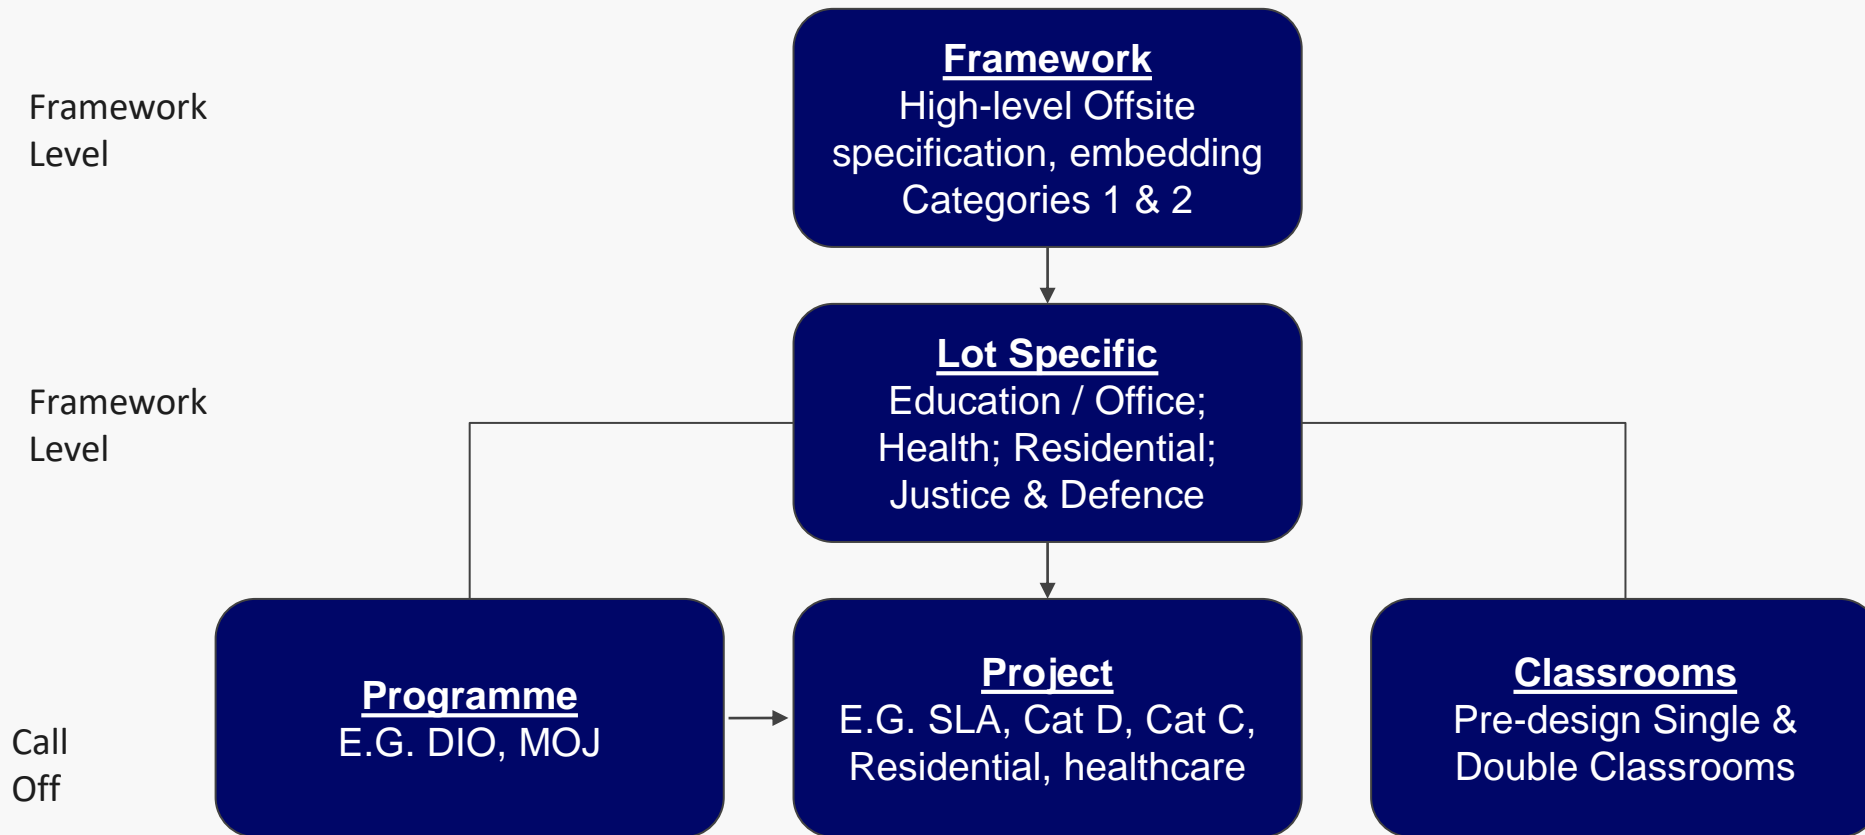 Framework
Level
Framework
High-level Offsite
specification, embedding
Categories 1 & 2
Framework
Level
Lot Specific
Education / Office;
Health; Residential;
Justice & Defence
Call
Off
Programme
E.G. DIO, MOJ
Project
E.G. SLA, Cat D, Cat C,
Residential, healthcare
Classrooms
Pre-design Single &
Double Classrooms